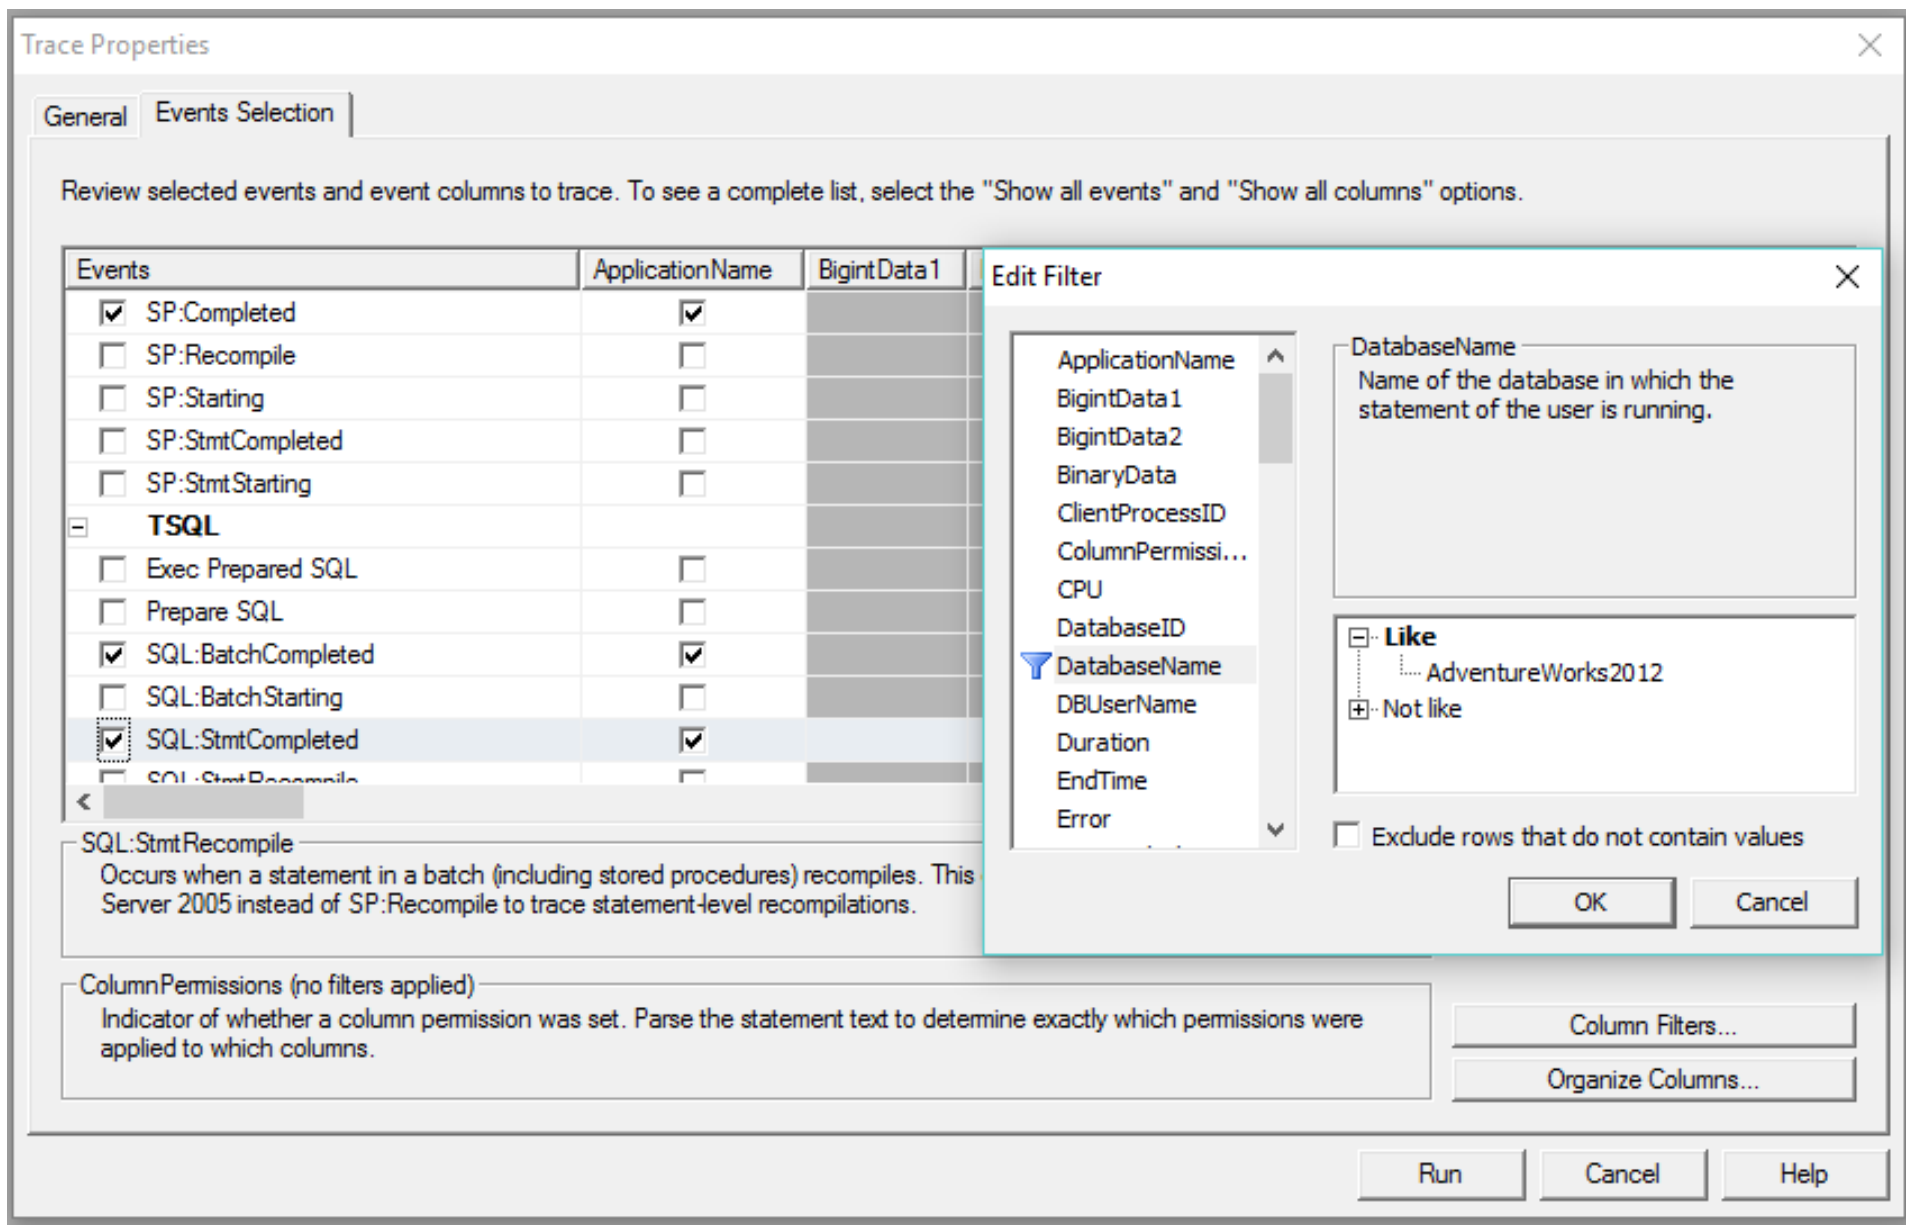 Trace Properties
General
Events Selection
Review selected events and event columns to trace. To see a complete list, select the "Show all events" and "Show all columns" options.
Events ApplicationName BigintData1
SP:Completed
SP:Recompile
SP:Starting
SP:StmtCompleted
SP:StmtStarting
TSQL
Exec Prepared SQL
Prepare SQL
SQL:BatchCompleted
SQL:BatchStarting
SQL:StmtCompleted
SQL:StmtRecompile
SQL:StmtRecompile
Occurs when a statement in a batch (including stored procedures) recompiles. This
Server 2005 instead of SP:Recompile to trace statement-level recompilations.
ColumnPermissions (no filters applied)
Indicator of whether a column permission was set. Parse the statement text to determine exactly which permissions were
applied to which columns.
Edit Filter
ApplicationName
BigintData1
BigintData2
BinaryData
ClientProcessID
ColumnPermissi...
CPU
DatabaseID
DatabaseName
DBUserName
Duration
EndTime
Error
DatabaseName
Name of the database in which the
statement of the user is running.
Like
AdventureWorks2012
Not like
Exclude rows that do not contain values
OK
Cancel
Column Filters...
Organize Columns...
Run
Cancel
Help